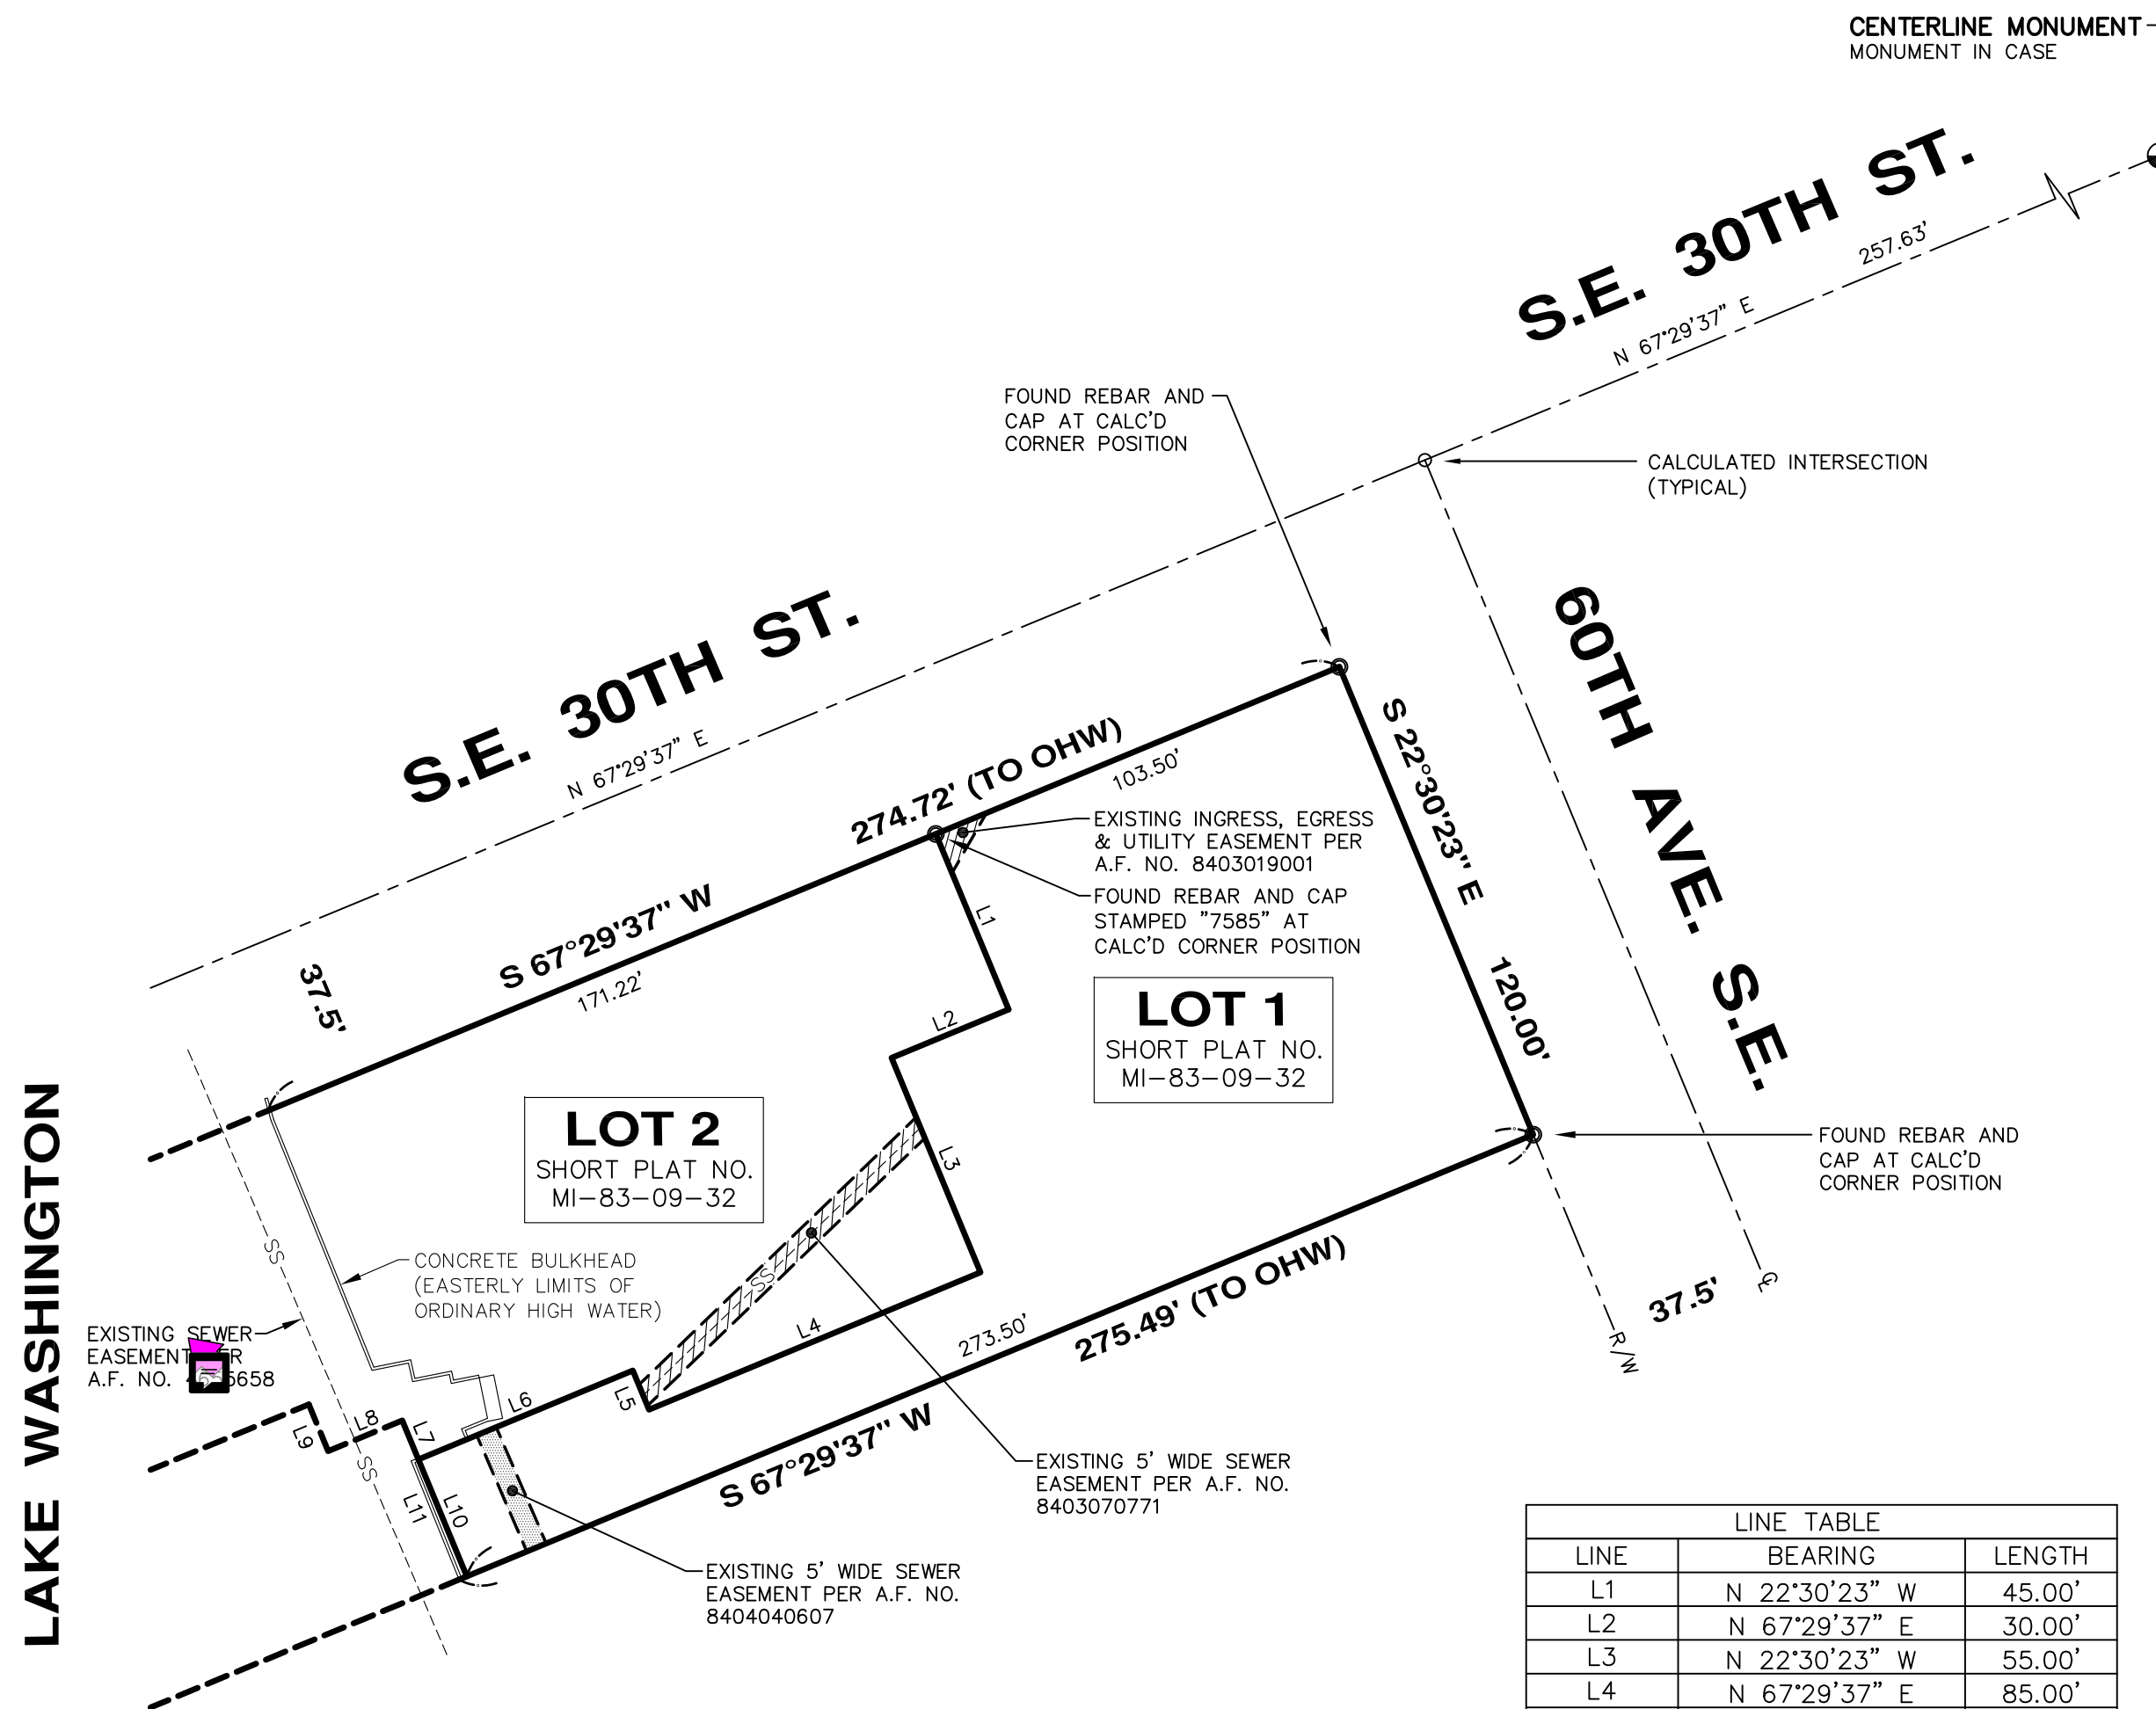 CENTERLINE MONUMENT
MONUMENT IN CASE
S.E. 30TH ST.
257.63'
N 67°29'37" E
FOUND REBAR AND
CAP AT CALC'D
CORNER POSITION
CALCULATED INTERSECTION
(TYPICAL)
S.E. 30TH ST.
N 67°29'37" E
60TH AVE. S.E.
274.72' (TO OHW)
103.50'
S 22°30'23" E 120.00'
EXISTING INGRESS, EGRESS
& UTILITY EASEMENT PER
A.F. NO. 8403019001
FOUND REBAR AND CAP
STAMPED "7585" AT
CALC'D CORNER POSITION
S 67°29'37" W
171.22'
37.5'
L1
L2
LOT 1
SHORT PLAT NO.
MI-83-09-32
LOT 2
SHORT PLAT NO.
MI-83-09-32
L3
FOUND REBAR AND
CAP AT CALC'D
CORNER POSITION
LAKE WASHINGTON
SS
CONCRETE BULKHEAD
(EASTERLY LIMITS OF
ORDINARY HIGH WATER)
SS
EXISTING SEWER
EASEMENT
A.F. NO.
L4
273.50'
275.49' (TO OHW)
37.5'
CL
R/W
L5
L6
L7
L8
L9
SS
L10
L11
S 67°29'37" W
EXISTING 5' WIDE SEWER
EASEMENT PER A.F. NO.
8403070771
EXISTING 5' WIDE SEWER
EASEMENT PER A.F. NO.
8404040607
LINE TABLE
LINE BEARING LENGTH
L1 N 22°30'23" W 45.00'
L2 N 67°29'37" E 30.00'
L3 N 22°30'23" W 55.00'
L4 N 67°29'37" E 85.00'